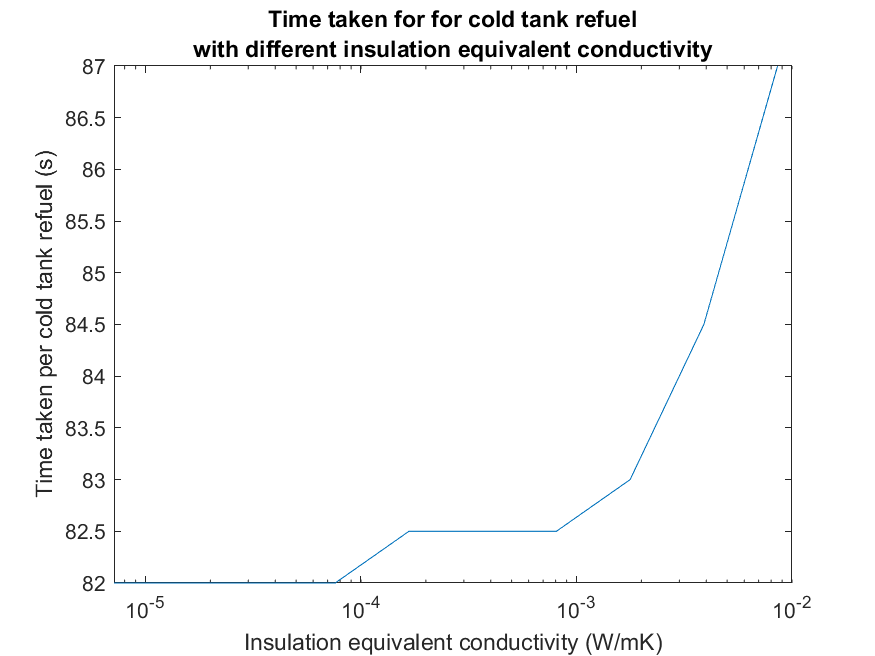 Time taken for for cold tank refuel
with different insulation equivalent conductivity
87
86.5
86
85.5
85
84.5
84
83.5
83
82.5
82
Time taken per cold tank refuel (s)
10^-5 10^-4 10^-3 10^-2
Insulation equivalent conductivity (W/mK)